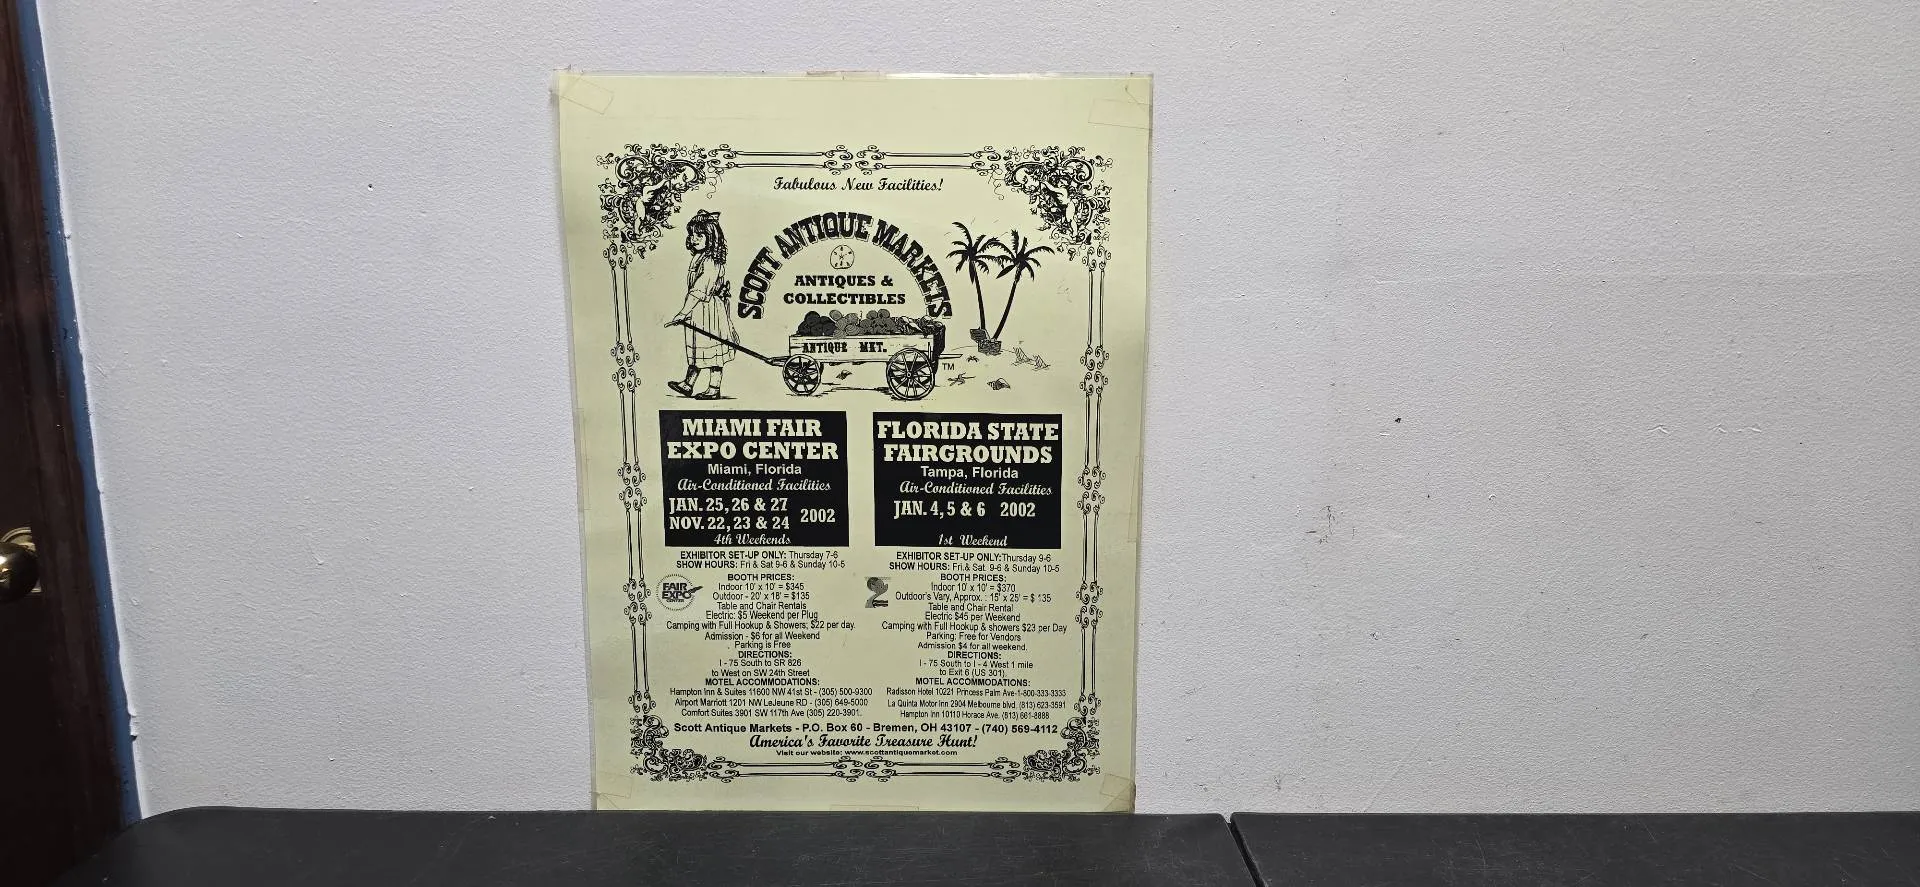 Fabulous New Facilities!
SCOTT ANTIQUE MARKETS
ANTIQUES &
COLLECTIBLES
ANTIQUE MKT.
TM
MIAMI FAIR
EXPO CENTER
Miami, Florida
Air-Conditioned Facilities
JAN. 25, 26 & 27
NOV. 22, 23 & 24
2002
4th Weekends
EXHIBITOR SET-UP ONLY: Thursday 7-6
SHOW HOURS: Fri & Sat 9-6 & Sunday 10-5
BOOTH PRICES:
Indoor 10' x 10' = $345
Outdoor - 20' x 18' = $135
Table and Chair Rentals
Electric: $5 Weekend per Plug
Camping with Full Hookup & Showers; $22 per day.
Admission - $6 for all Weekend
Parking is Free
DIRECTIONS:
I - 75 South to SR 826
to West on SW 24th Street
MOTEL ACCOMMODATIONS:
Hampton Inn & Suites 11600 NW 41st St - (305) 500-9300
Airport Marriott 1201 NW LeJeune RD - (305) 649-5000
Comfort Suites 3901 SW 117th Ave (305) 220-3901.
FAIR
EXPO
CENTER
FLORIDA STATE
FAIRGROUNDS
Tampa, Florida
Air-Conditioned Facilities
JAN. 4, 5 & 6 2002
1st Weekend
EXHIBITOR SET-UP ONLY: Thursday 9-6
SHOW HOURS: Fri.& Sat. 9-6 & Sunday 10-5
BOOTH PRICES:
Indoor 10' x 10' = $370
Outdoor's Vary, Approx. : 15' x 25' = $ 135
Table and Chair Rental
Electric $45 per Weekend
Camping with Full Hookup & showers $23 per Day
Parking: Free for Vendors
Admission $4 for all weekend.
DIRECTIONS:
I - 75 South to I - 4 West 1 mile
to Exit 6 (US 301)
MOTEL ACCOMMODATIONS:
Radisson Hotel 10221 Princess Palm Ave-1-800-333-3333
La Quinta Motor Inn 2904 Melbourne blvd. (813) 623-3591
Hampton Inn 10110 Horace Ave. (813) 661-8888
Scott Antique Markets - P.O. Box 60 - Bremen, OH 43107 - (740) 569-4112
America's Favorite Treasure Hunt!
Visit our website: www.scottantiquemarket.com